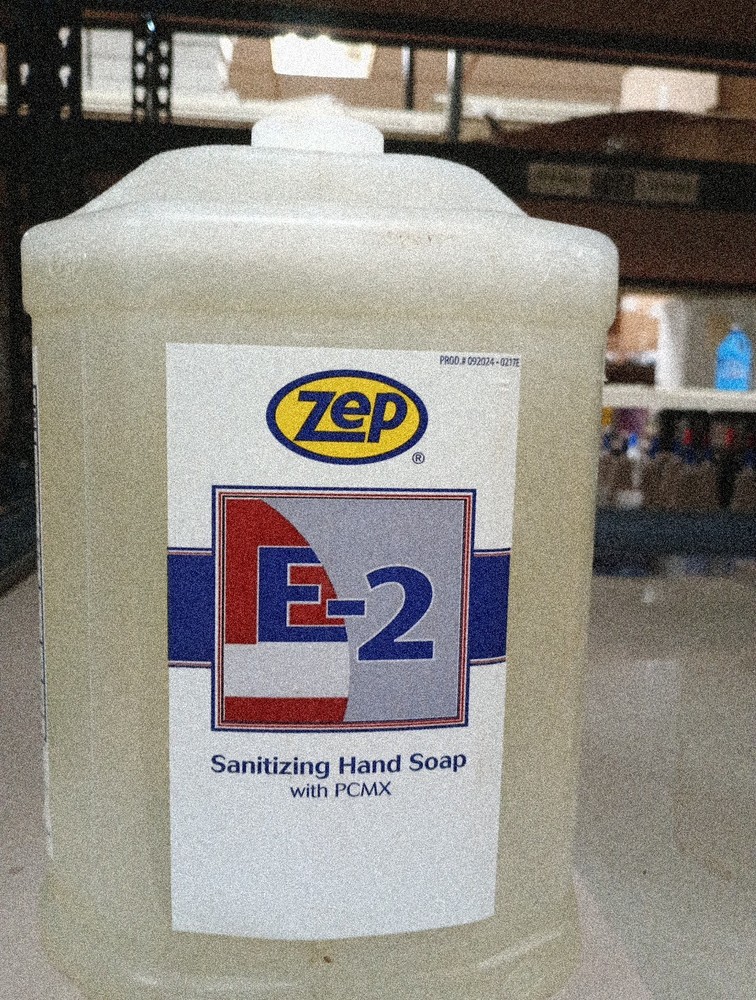 PROD.# 092024 - 0217E
Zep
®
E-2
Sanitizing Hand Soap
with PCMX